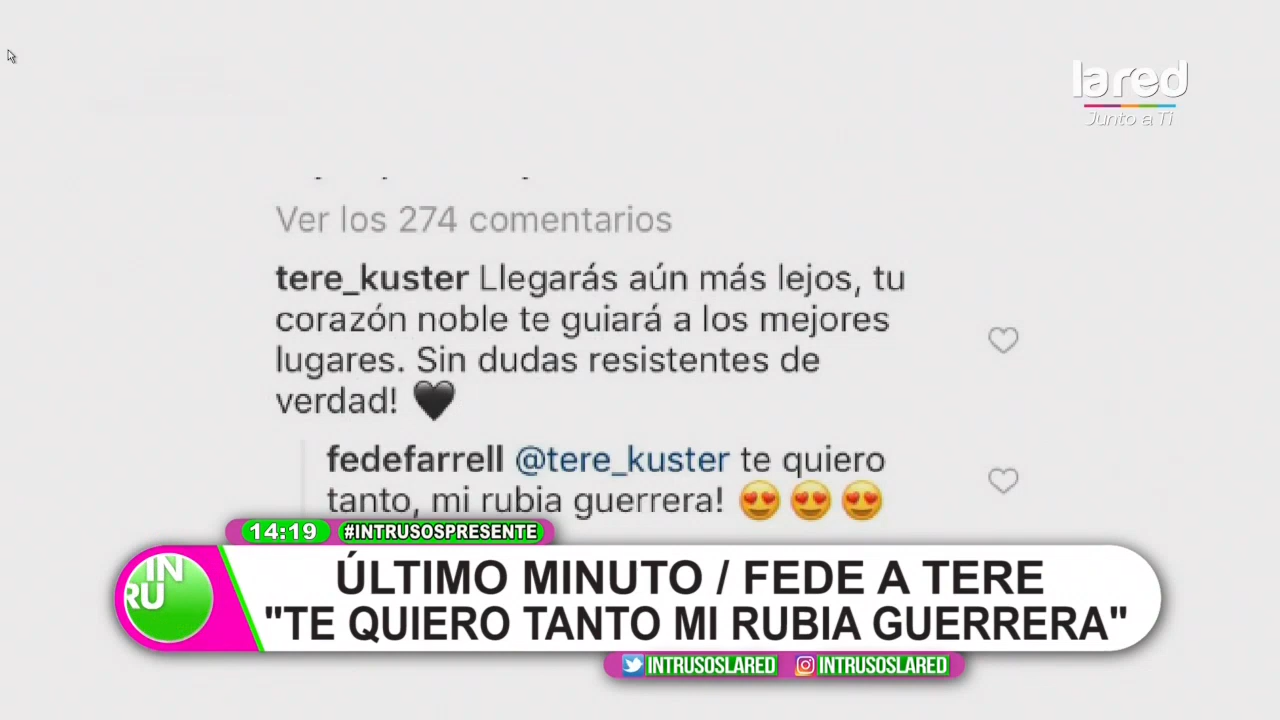 lared
Junto a Ti
Ver los 274 comentarios
tere_kuster Llegarás aún más lejos, tu
corazón noble te guiará a los mejores
lugares. Sin dudas resistentes de
verdad! 🖤
fedefarrell @tere_kuster te quiero
tanto, mi rubia guerrera! 😍😍😍
14:19 #INTRUSOSPRESENTE
IN
RU
ÚLTIMO MINUTO / FEDE A TERE
"TE QUIERO TANTO MI RUBIA GUERRERA"
INTRUSOSLARED INTRUSOSLARED